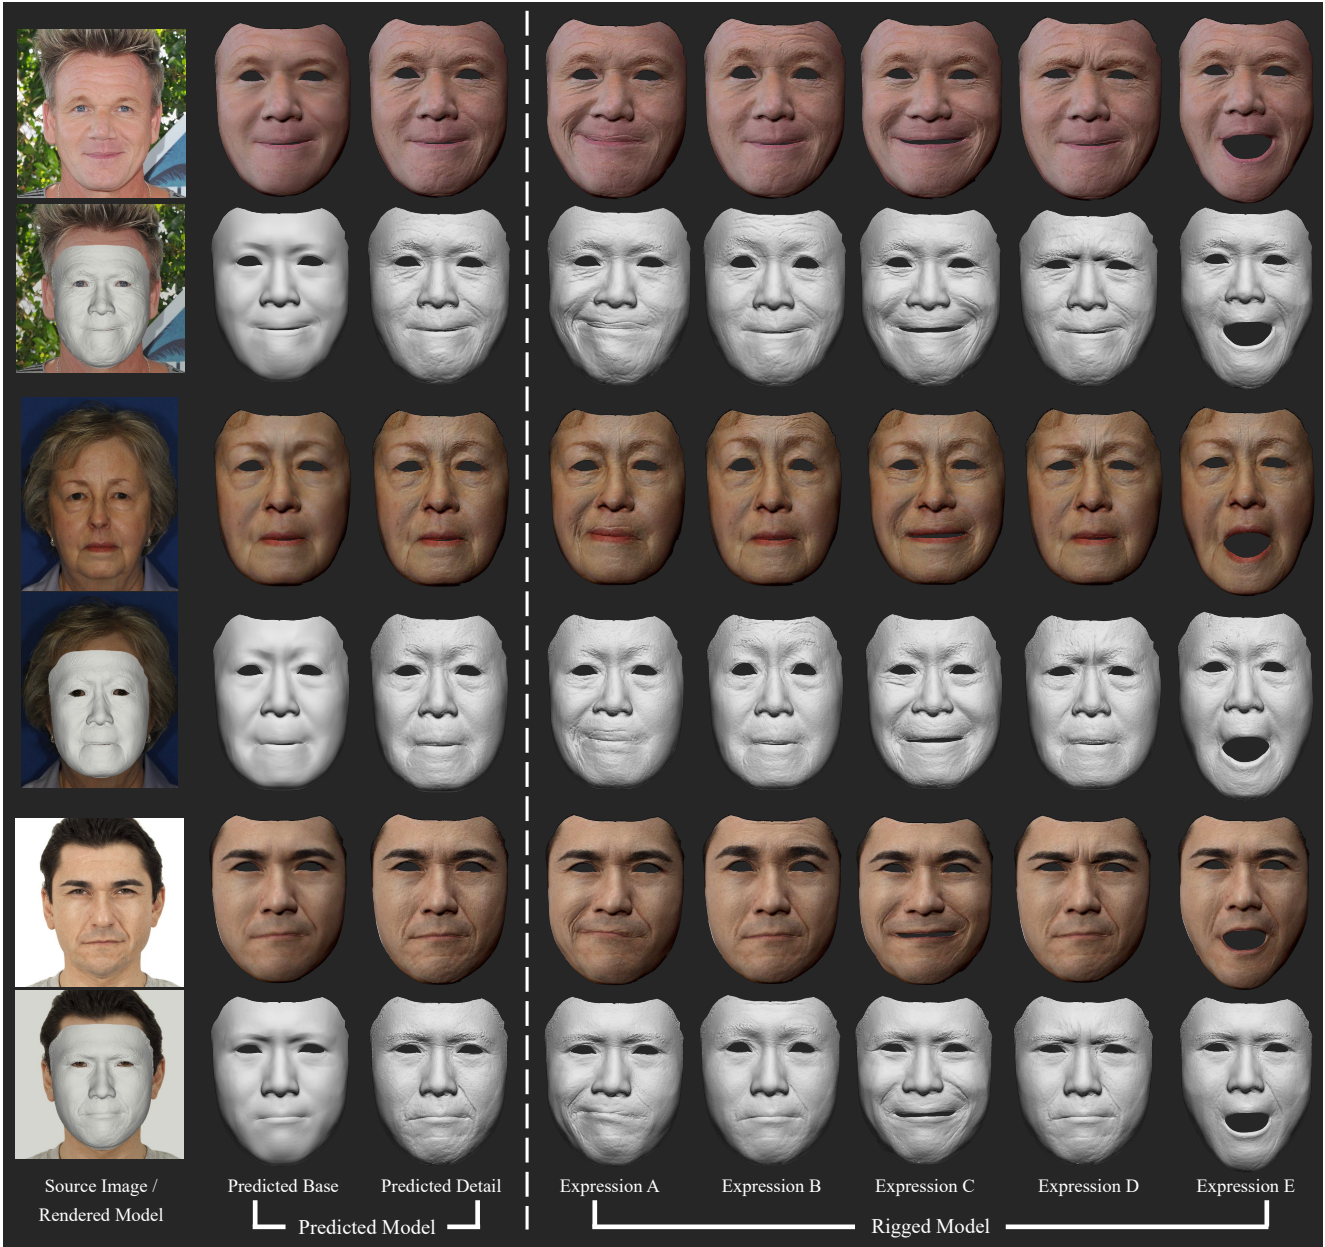 Source Image /
Rendered Model
Predicted Base
Predicted Detail
Expression A
Expression B
Expression C
Expression D
Expression E
Predicted Model
Rigged Model